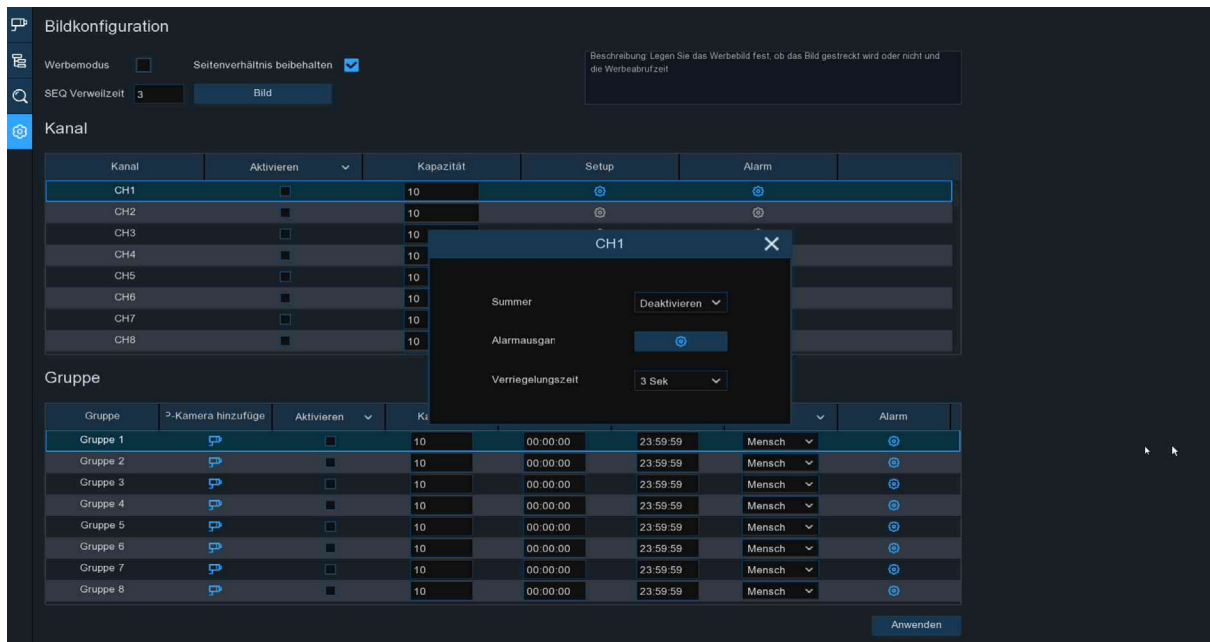 Bildkonfiguration
Werbemodus Seitenverhältnis beibehalten
Beschreibung: Legen Sie das Werbebild fest, ob das Bild gestreckt wird oder nicht und
die Werbeabrufzeit
SEQ Verweilzeit 3 Bild
Kanal
Kanal Aktivieren Kapazität Setup Alarm
CH1 10
CH2 10
CH3 10
CH4 10
CH5 10
CH6 10
CH7 10
CH8 10
CH1
Summer Deaktivieren
Alarmausgan
Verriegelungszeit 3 Sek
Gruppe
Gruppe P-Kamera hinzufüge Aktivieren Ka Alarm
Gruppe 1 10 00:00:00 23:59:59 Mensch
Gruppe 2 10 00:00:00 23:59:59 Mensch
Gruppe 3 10 00:00:00 23:59:59 Mensch
Gruppe 4 10 00:00:00 23:59:59 Mensch
Gruppe 5 10 00:00:00 23:59:59 Mensch
Gruppe 6 10 00:00:00 23:59:59 Mensch
Gruppe 7 10 00:00:00 23:59:59 Mensch
Gruppe 8 10 00:00:00 23:59:59 Mensch
Anwenden